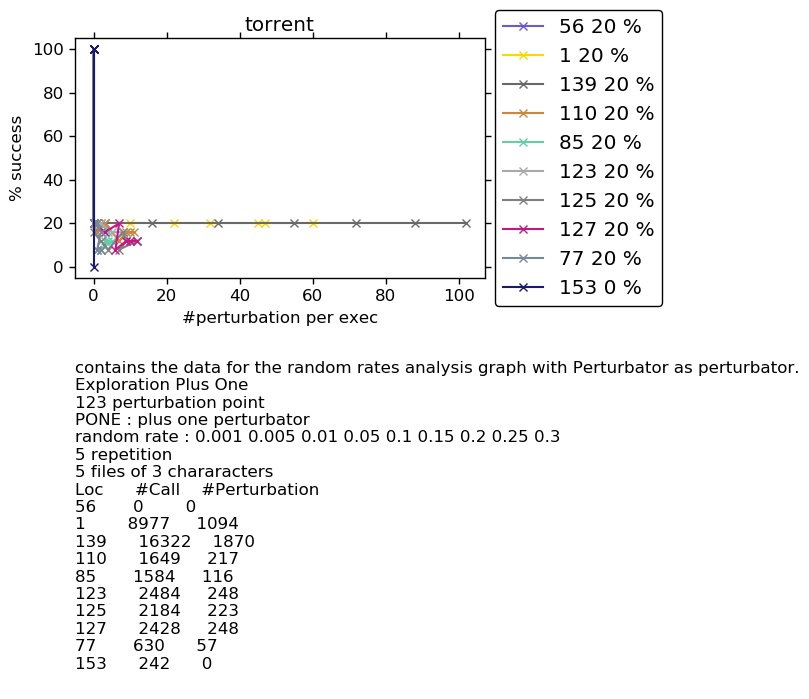 torrent
100
80
60
40
20
0
% success
0 20 40 60 80 100
#perturbation per exec
56 20 %
1 20 %
139 20 %
110 20 %
85 20 %
123 20 %
125 20 %
127 20 %
77 20 %
153 0 %
contains the data for the random rates analysis graph with Perturbator as perturbator.
Exploration Plus One
123 perturbation point
PONE : plus one perturbator
random rate : 0.001 0.005 0.01 0.05 0.1 0.15 0.2 0.25 0.3
5 repetition
5 files of 3 chararacters
Loc #Call #Perturbation
56 0 0
1 8977 1094
139 16322 1870
110 1649 217
85 1584 116
123 2484 248
125 2184 223
127 2428 248
77 630 57
153 242 0